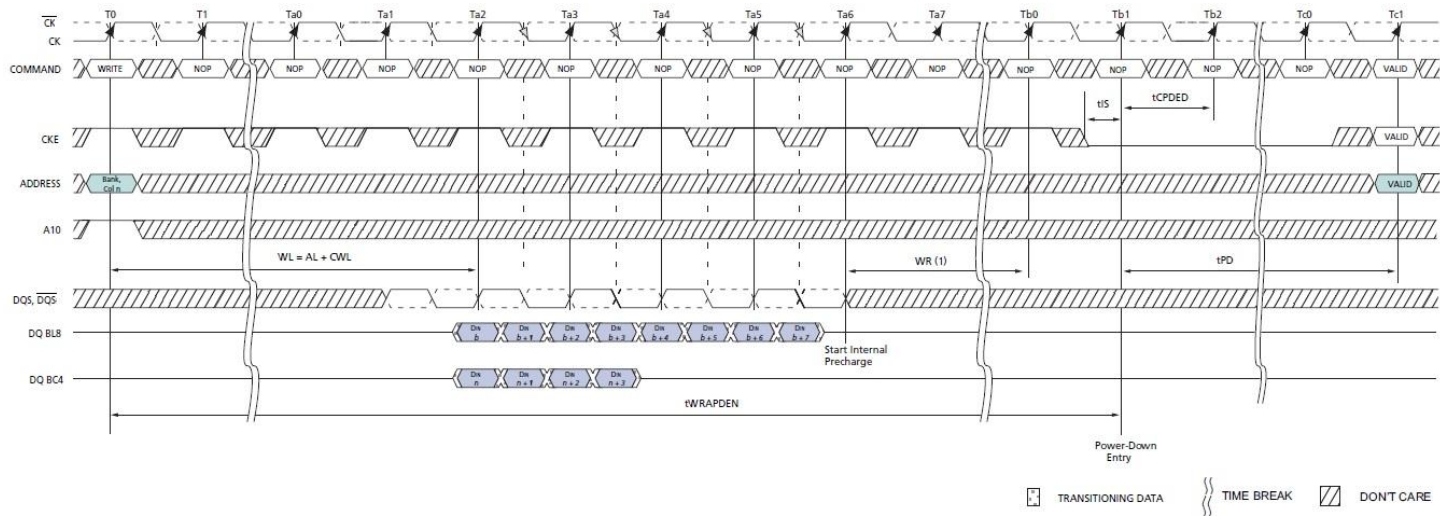 T0 T1 Ta0 Ta1 Ta2 Ta3 Ta4 Ta5 Ta6 Ta7 Tb0 Tb1 Tb2 Tc0 Tc1
CK
CK
COMMAND WRITE NOP NOP NOP NOP NOP NOP NOP NOP NOP NOP NOP NOP NOP VALID
tIS tCPDED
CKE VALID
ADDRESS Bank, Col n VALID
A10
WL = AL + CWL WR (1) tPD
DQS, DQS
DQ BL8 DIN b DIN b + 1 DIN b + 2 DIN b + 3 DIN b + 4 DIN b + 5 DIN b + 6 DIN b + 7
Start Internal
Precharge
DQ BC4 DIN n DIN n + 1 DIN n + 2 DIN n + 3
tWRAPDEN
Power-Down
Entry
TRANSITIONING DATA TIME BREAK DON'T CARE